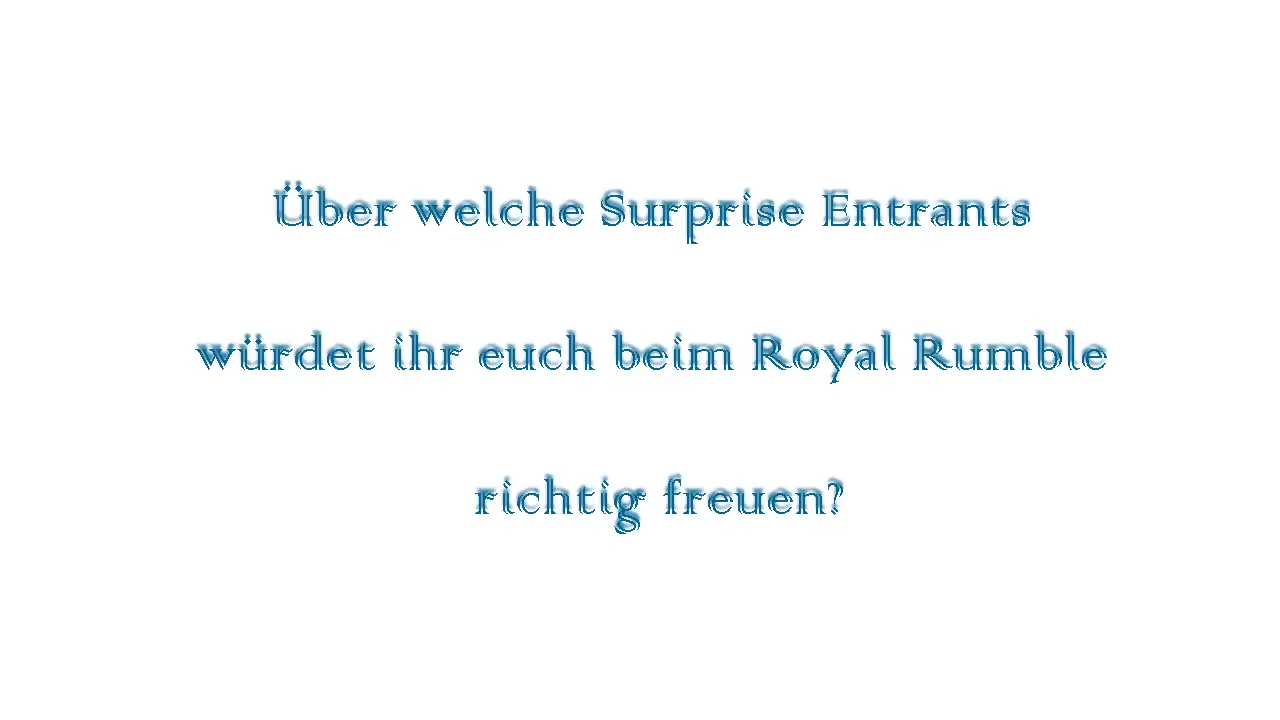 Über welche Surprise Entrants
würdet ihr euch beim Royal Rumble
richtig freuen?